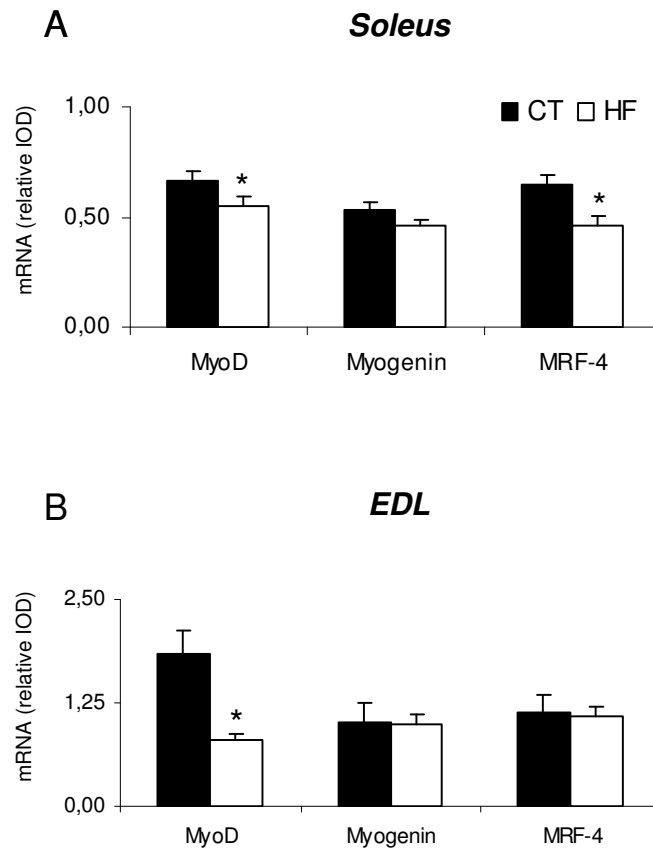 A
Soleus
1,00
CT HF
*
*
0,50
mRNA (relative IOD)
0,00
MyoD Myogenin MRF-4
B
EDL
2,50
*
1,25
mRNA (relative IOD)
0,00
MyoD Myogenin MRF-4